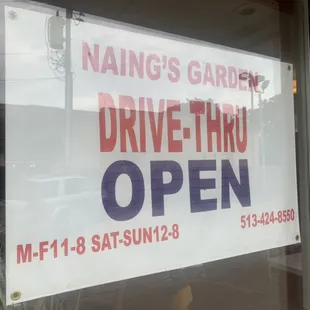 NAING'S GARDEN
DRIVE-THRU
OPEN
513-424-8550
M-F11-8 SAT-SUN12-8